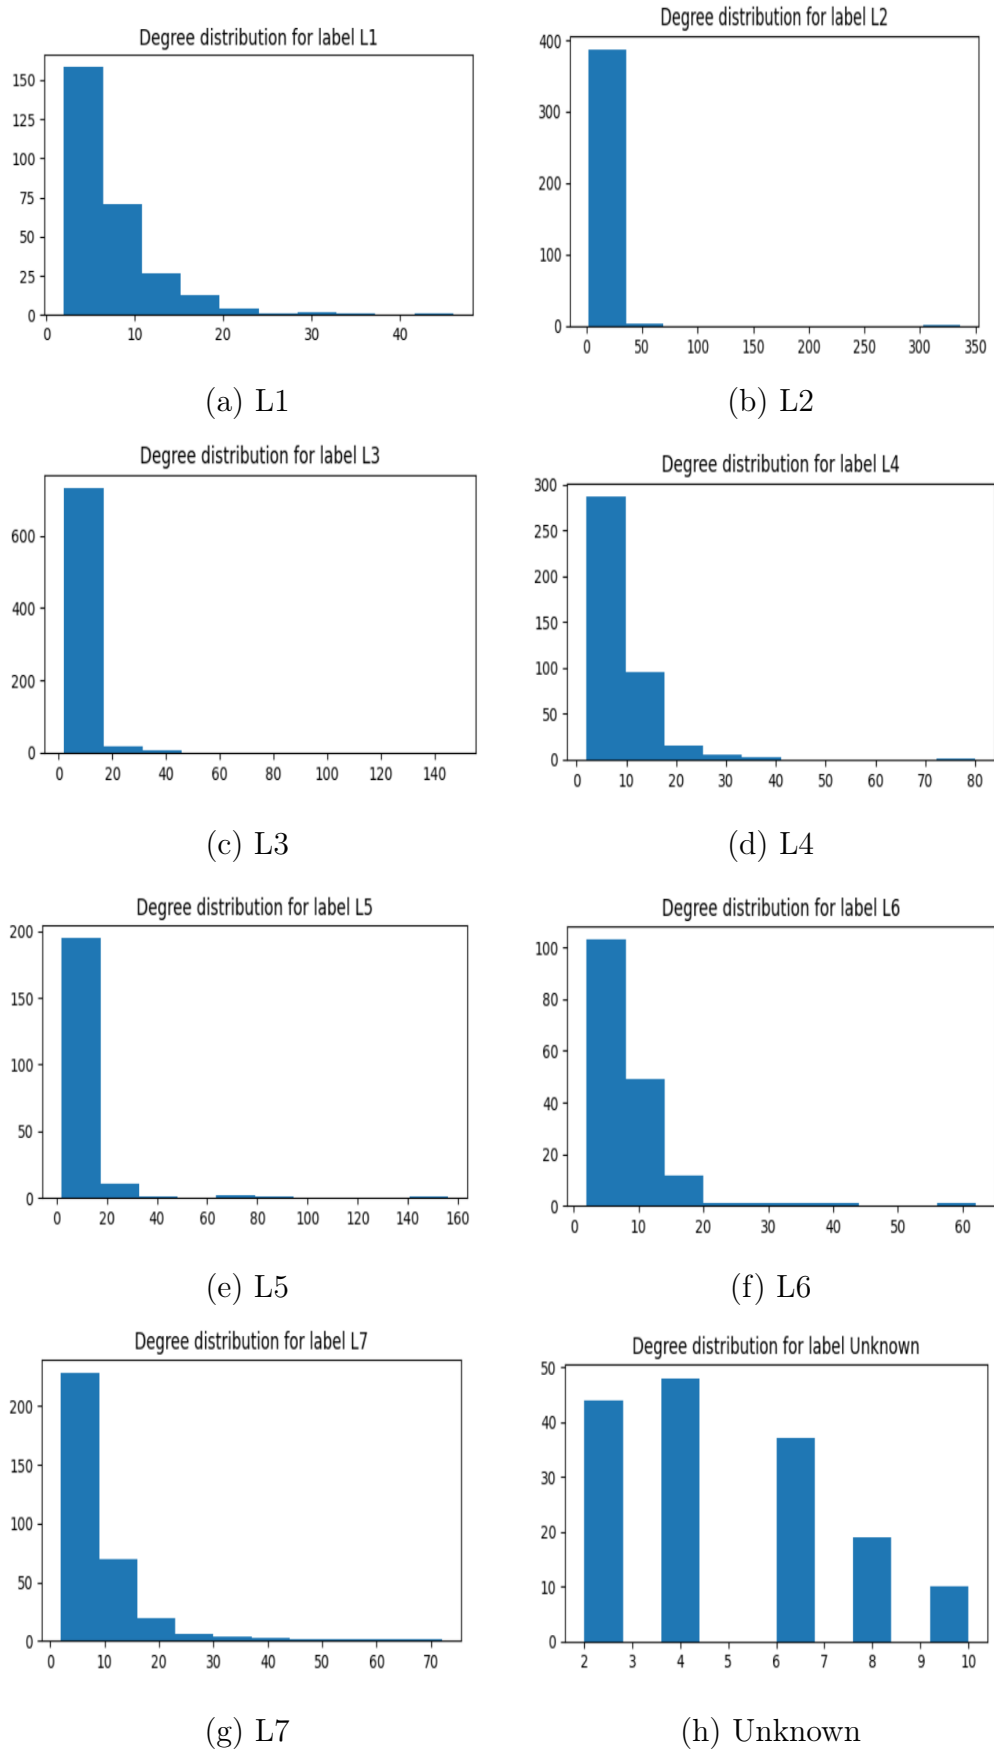 Degree distribution for label L1
150
125
100
75
50
25
0
0 10 20 30 40
(a) L1
Degree distribution for label L2
400
300
200
100
0
0 50 100 150 200 250 300 350
(b) L2
Degree distribution for label L3
600
400
200
0
0 20 40 60 80 100 120 140
(c) L3
Degree distribution for label L4
300
250
200
150
100
50
0
0 10 20 30 40 50 60 70 80
(d) L4
Degree distribution for label L5
200
150
100
50
0
0 20 40 60 80 100 120 140 160
(e) L5
Degree distribution for label L6
100
80
60
40
20
0
0 10 20 30 40 50 60
(f) L6
Degree distribution for label L7
200
150
100
50
0
0 10 20 30 40 50 60 70
(g) L7
Degree distribution for label Unknown
50
40
30
20
10
0
2 3 4 5 6 7 8 9 10
(h) Unknown